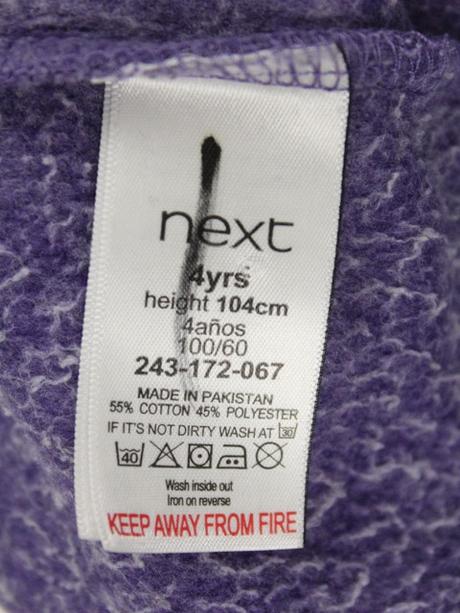 next
4yrs
height 104cm
4años
100/60
243-172-067
MADE IN PAKISTAN
55% COTTON 45% POLYESTER
IF IT'S NOT DIRTY WASH AT 30
40
Wash inside out
Iron on reverse
KEEP AWAY FROM FIRE